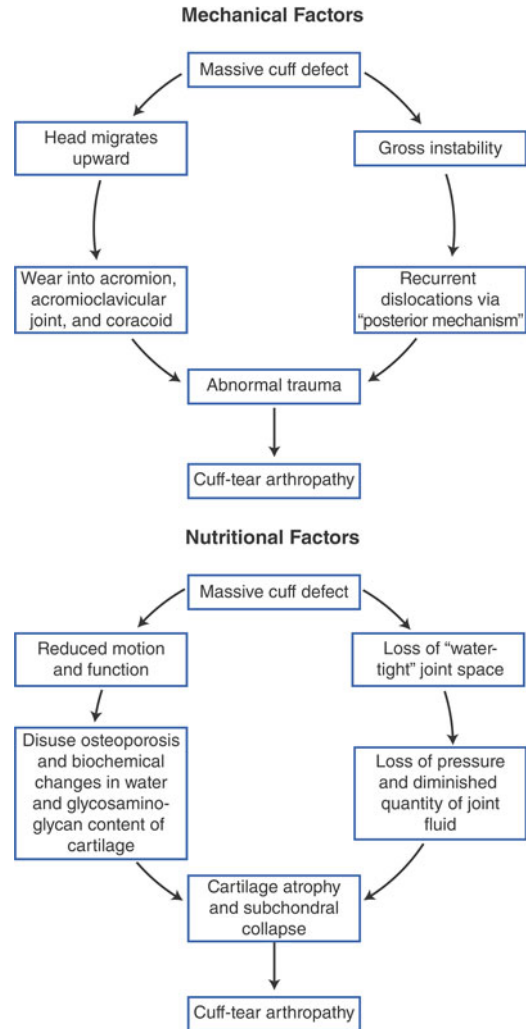 Mechanical Factors
Massive cuff defect
Head migrates
upward
Gross instability
Wear into acromion,
acromioclavicular
joint, and coracoid
Recurrent
dislocations via
“posterior mechanism”
Abnormal trauma
Cuff-tear arthropathy
Nutritional Factors
Massive cuff defect
Reduced motion
and function
Loss of “water-
tight” joint space
Disuse osteoporosis
and biochemical
changes in water
and glycosamino-
glycan content of
cartilage
Loss of pressure
and diminished
quantity of joint
fluid
Cartilage atrophy
and subchondral
collapse
Cuff-tear arthropathy